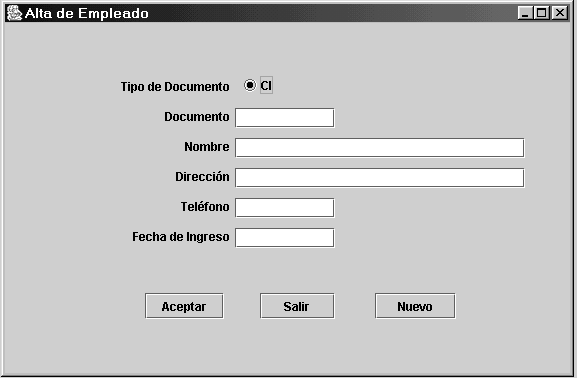 Alta de Empleado
Tipo de Documento CI
Documento
Nombre
Dirección
Teléfono
Fecha de Ingreso
Aceptar Salir Nuevo